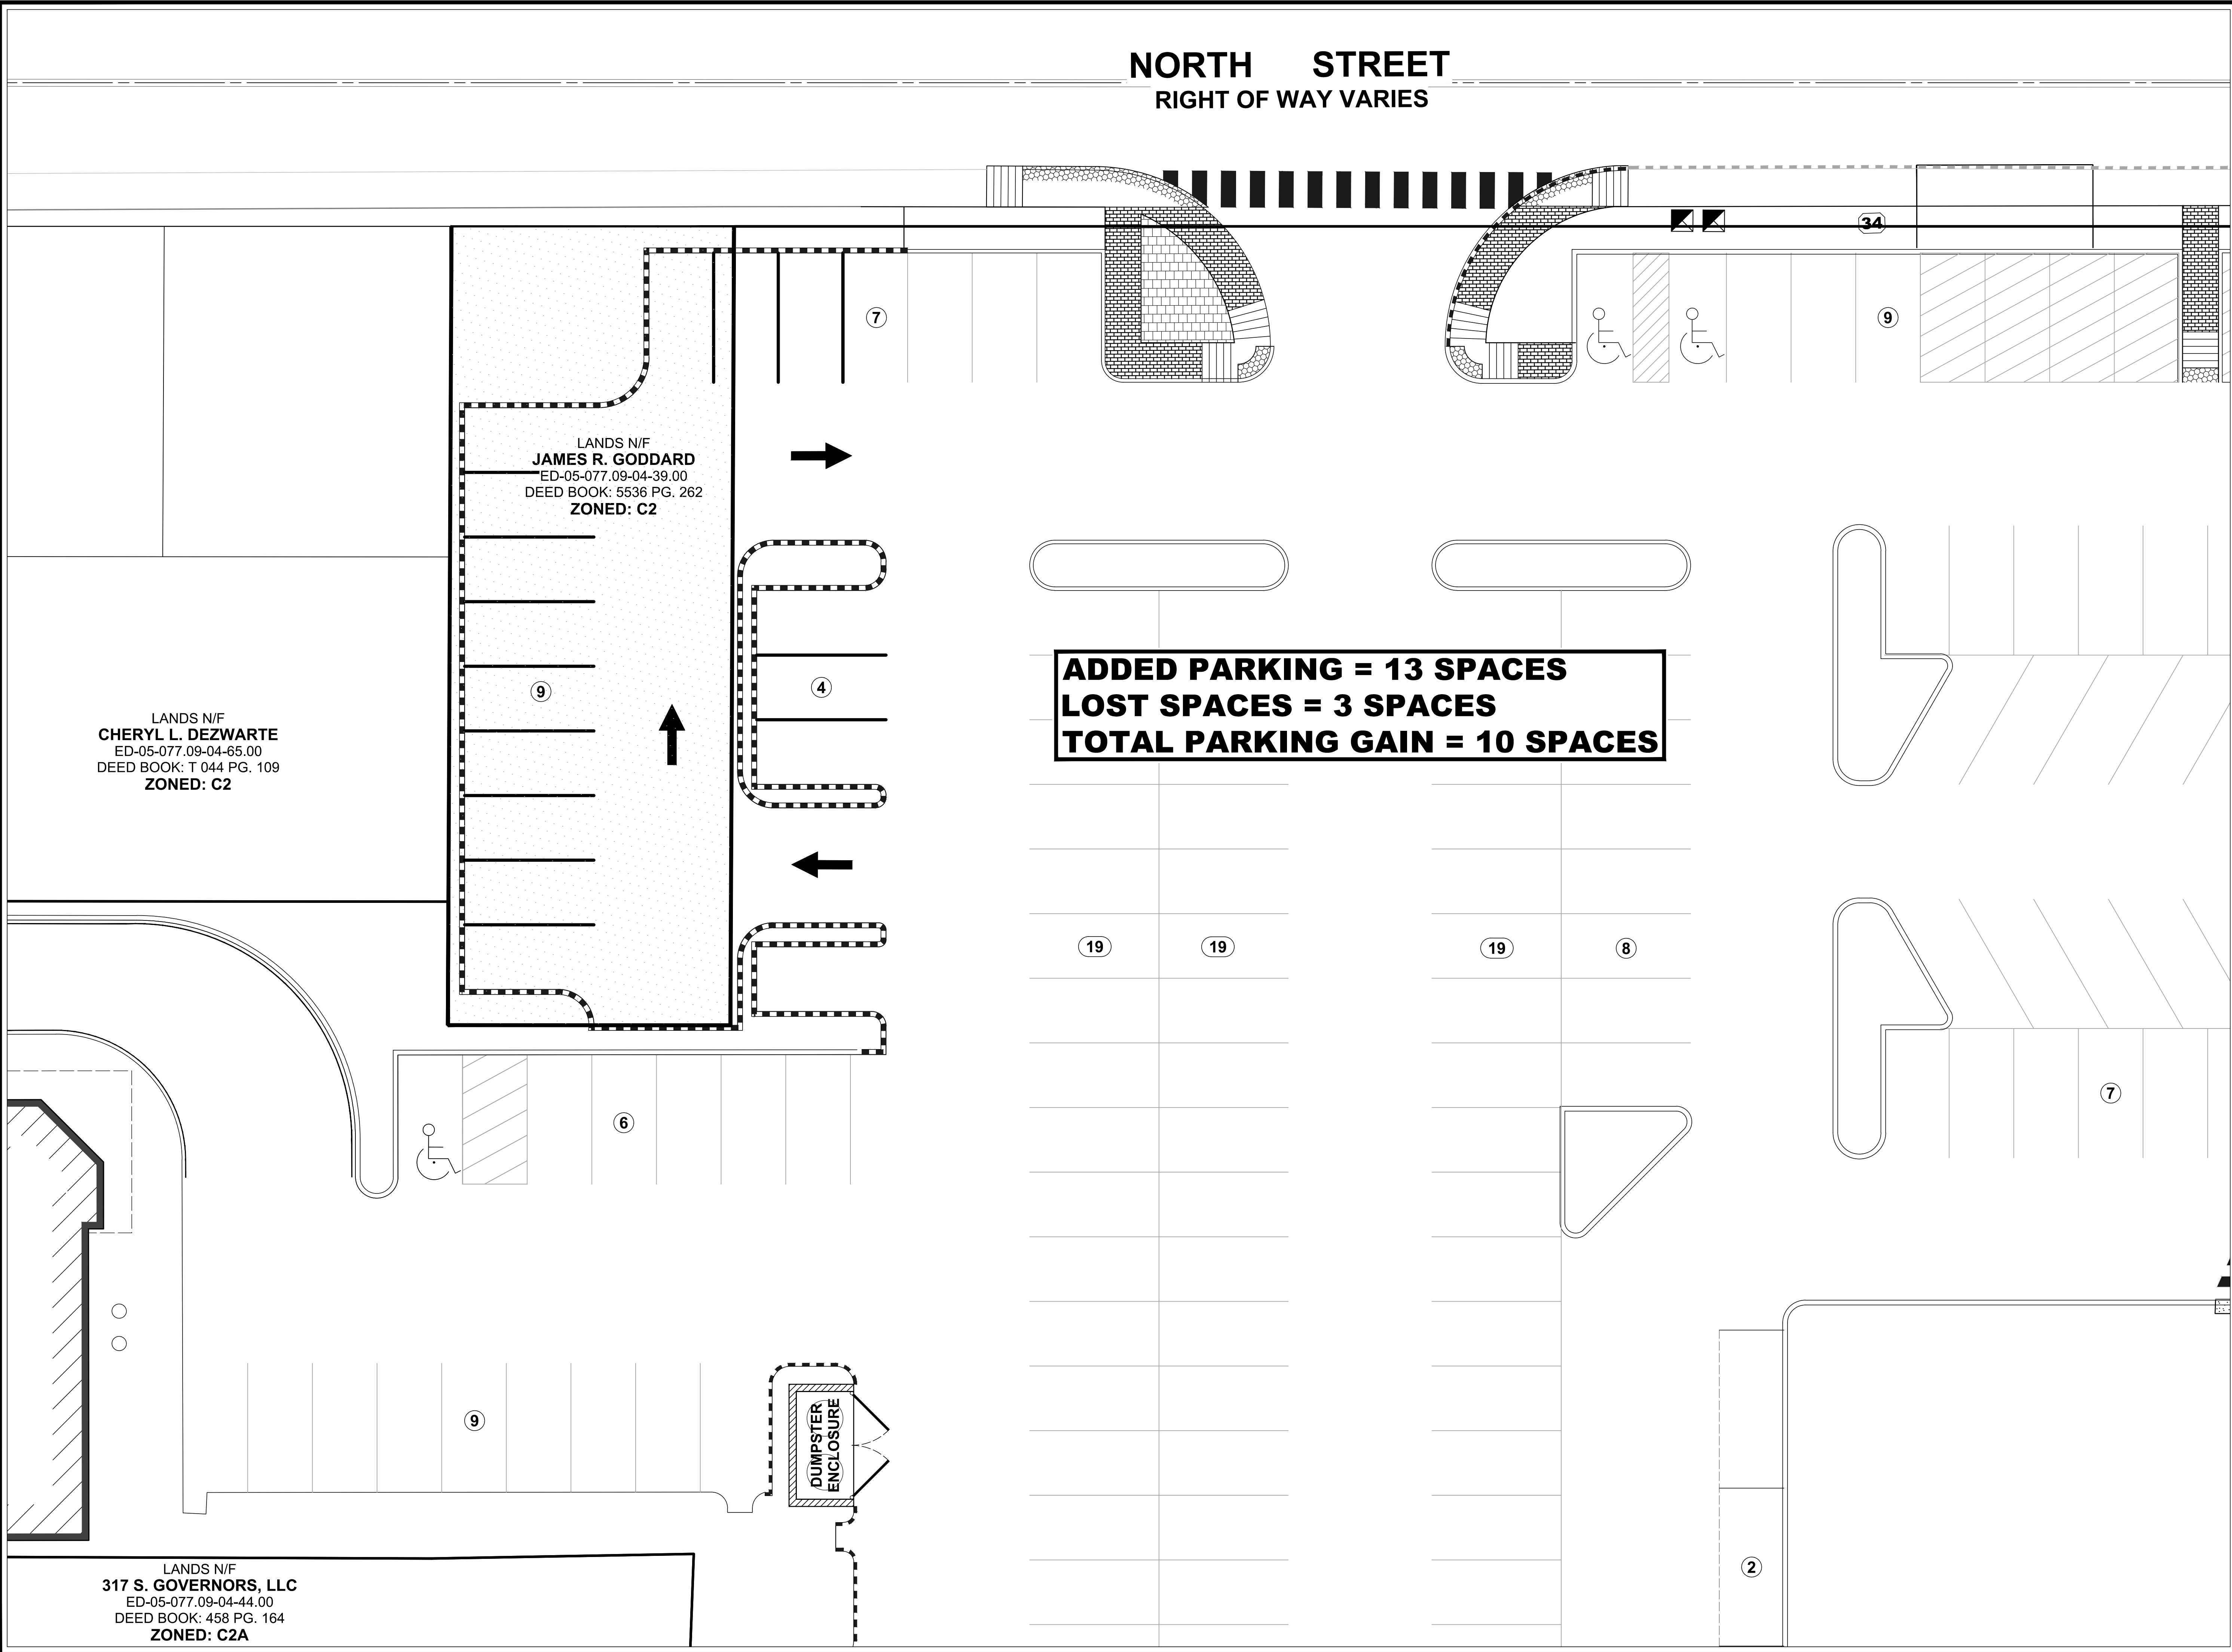 NORTH STREET
RIGHT OF WAY VARIES
34
7
9
LANDS N/F
JAMES R. GODDARD
ED-05-077.09-04-39.00
DEED BOOK: 5536 PG. 262
ZONED: C2
9
4
ADDED PARKING = 13 SPACES
LOST SPACES = 3 SPACES
TOTAL PARKING GAIN = 10 SPACES
LANDS N/F
CHERYL L. DEZWARTE
ED-05-077.09-04-65.00
DEED BOOK: T 044 PG. 109
ZONED: C2
19
19
19
8
7
6
9
DUMPSTER
ENCLOSURE
2
LANDS N/F
317 S. GOVERNORS, LLC
ED-05-077.09-04-44.00
DEED BOOK: 458 PG. 164
ZONED: C2A